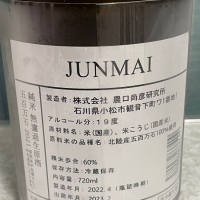 JUNMAI
製造者：株式会社 農口尚彦研究所
石川県小松市観音下町ワ1番地1
アルコール分：19度
原材料名：米(国産)、米こうじ(国産米)
原料米の品種名：北陸産五百万石100%使用
精米歩合：60%
保存方法：冷蔵保存
内容量：720ml
製造年月：2022.4
出荷年月：2023.
純米 無濾過生原酒
五百万石